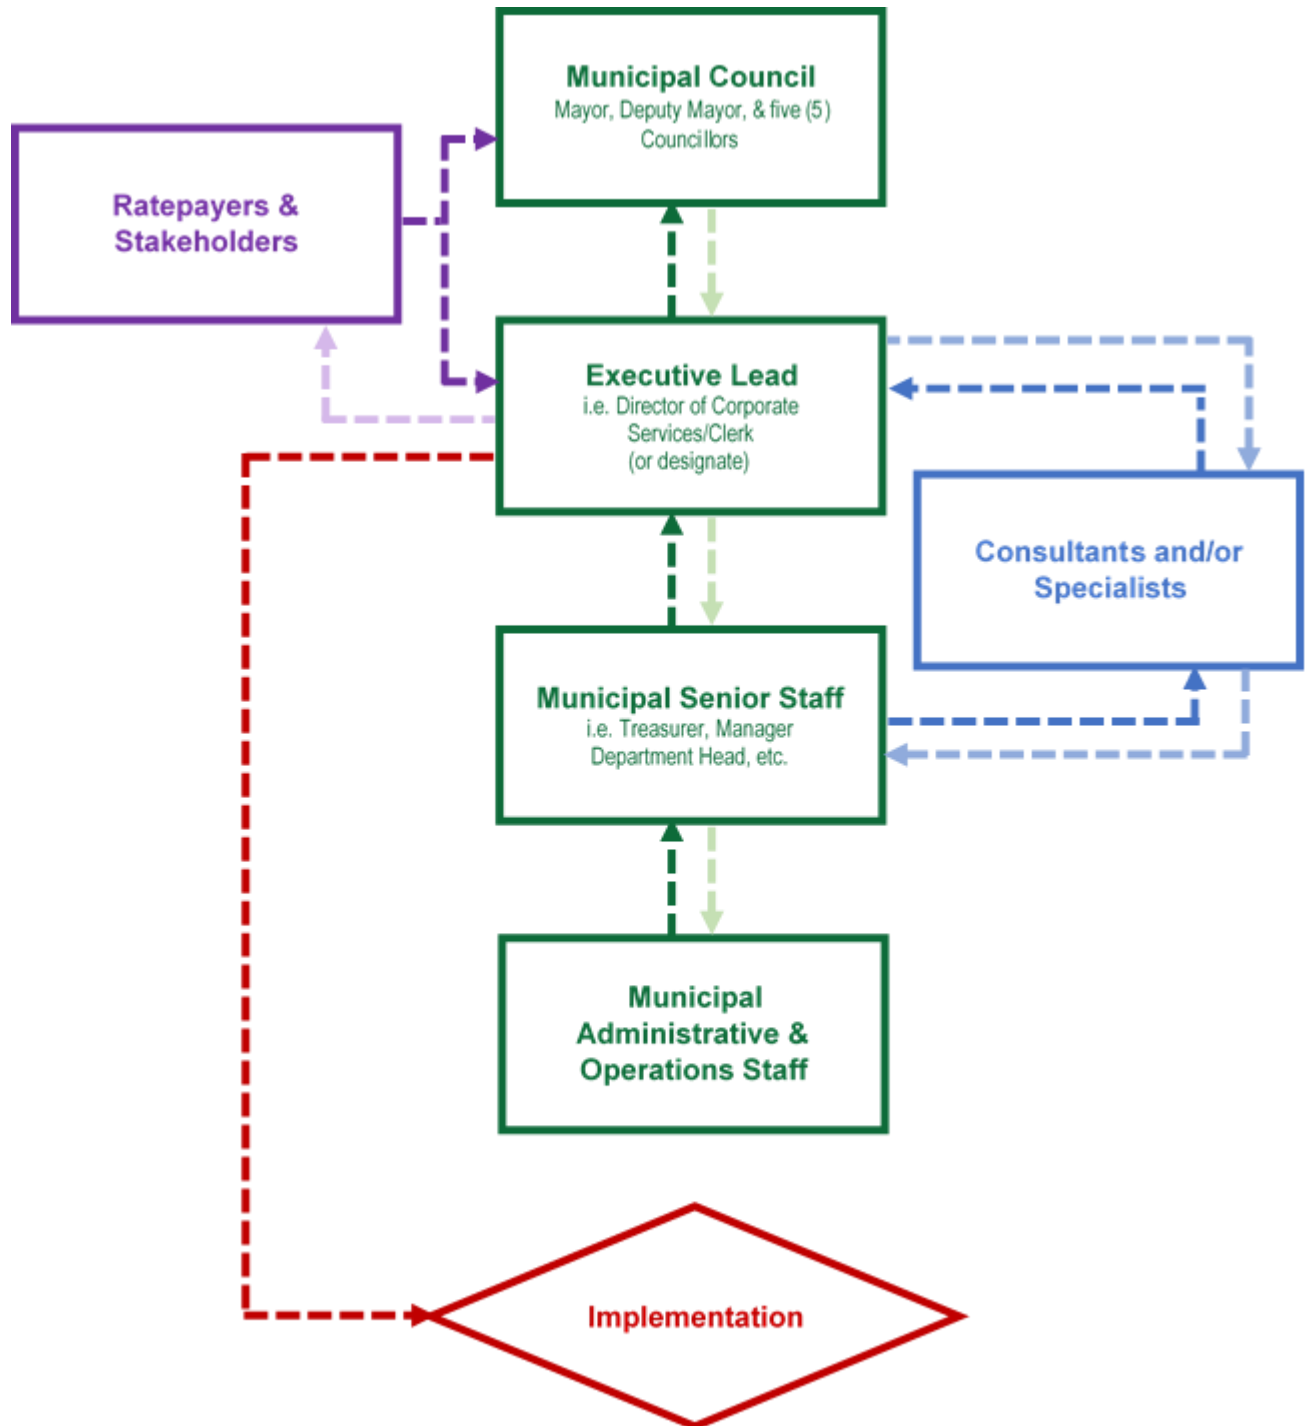 Municipal Council
Mayor, Deputy Mayor, & five (5)
Councillors
Ratepayers &
Stakeholders
Executive Lead
i.e. Director of Corporate
Services/Clerk
(or designate)
Consultants and/or
Specialists
Municipal Senior Staff
i.e. Treasurer, Manager
Department Head, etc.
Municipal
Administrative &
Operations Staff
Implementation